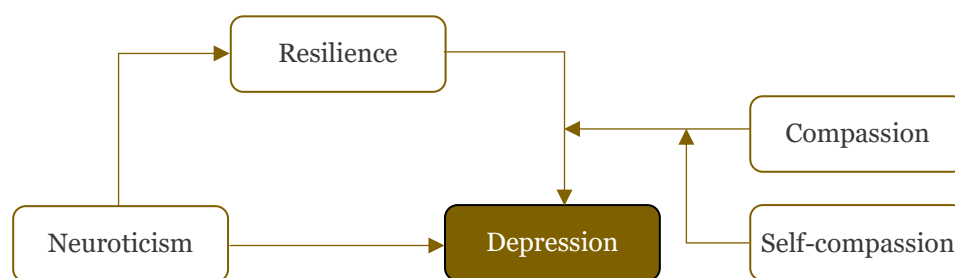 Resilience
Compassion
Neuroticism
Depression
Self-compassion